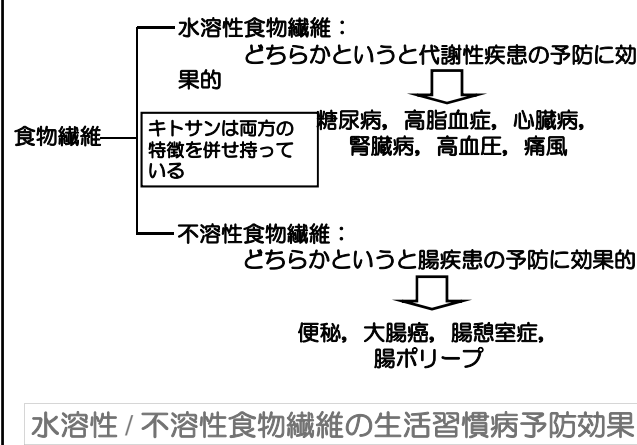 水溶性食物繊維：
どちらかというと代謝性疾患の予防に効
果的
糖尿病，高脂血症，心臓病，
腎臓病，高血圧，痛風
食物繊維
キトサンは両方の
特徴を併せ持って
いる
不溶性食物繊維：
どちらかというと腸疾患の予防に効果的
便秘，大腸癌，腸憩室症，
腸ポリープ
水溶性 / 不溶性食物繊維の生活習慣病予防効果